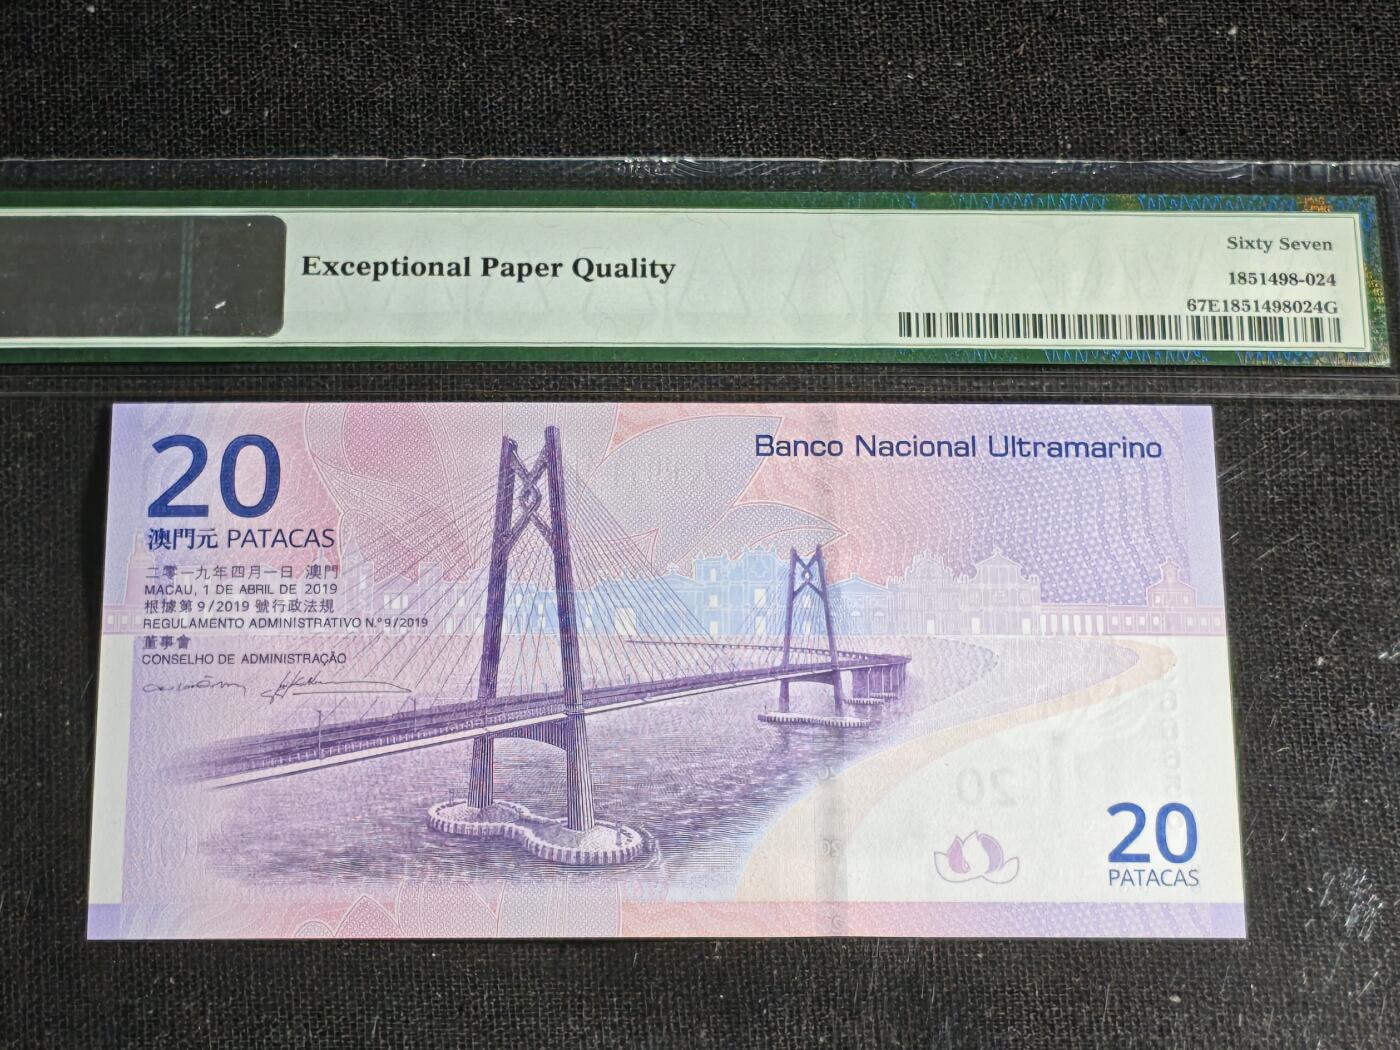 Exceptional Paper Quality
Sixty Seven
1851498-024
67E1851498024G
20
澳門元 PATACAS
二零一九年四月一日 澳門
MACAU, 1 DE ABRIL DE 2019
根據第9/2019 號行政法規
REGULAMENTO ADMINISTRATIVO N.º 9/2019
董事會
CONSELHO DE ADMINISTRAÇÃO
Banco Nacional Ultramarino
20
20
PATACAS